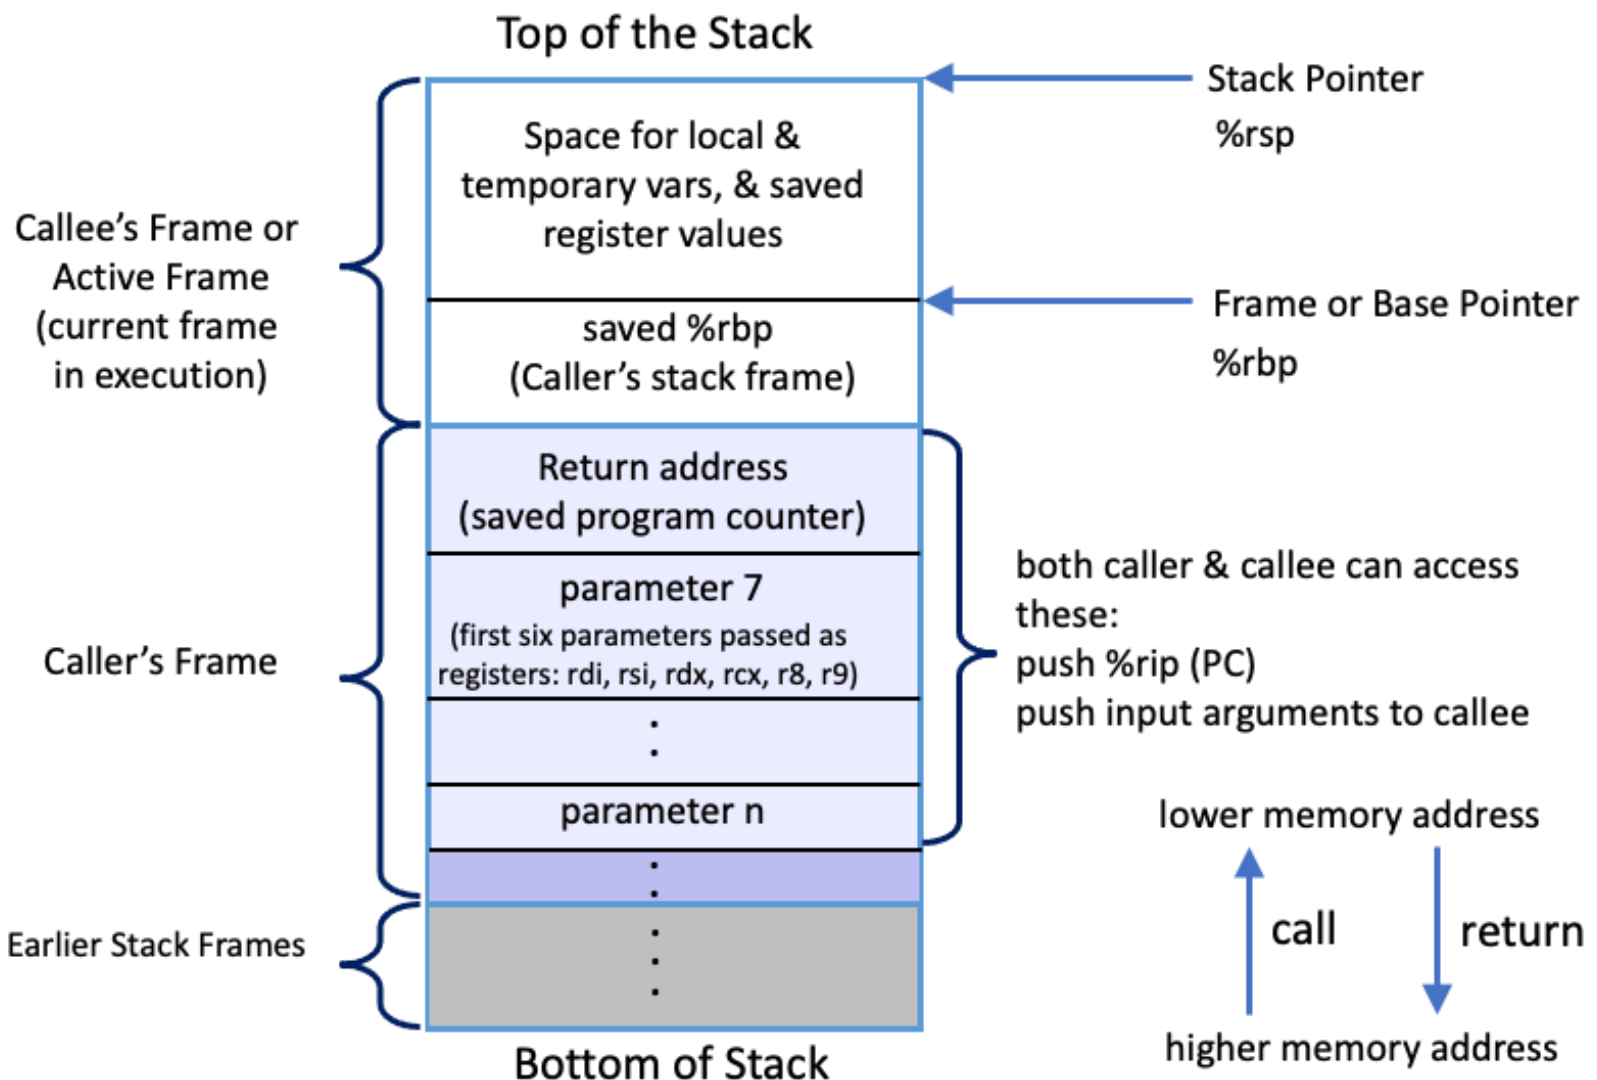 Top of the Stack
Stack Pointer
%rsp
Space for local &
temporary vars, & saved
register values
Callee’s Frame or
Active Frame
(current frame
in execution)
Frame or Base Pointer
%rbp
saved %rbp
(Caller’s stack frame)
Return address
(saved program counter)
parameter 7
(first six parameters passed as
registers: rdi, rsi, rdx, rcx, r8, r9)
:
parameter n
:
Caller’s Frame
both caller & callee can access
these:
push %rip (PC)
push input arguments to callee
lower memory address
call
return
higher memory address
Earlier Stack Frames
Bottom of Stack